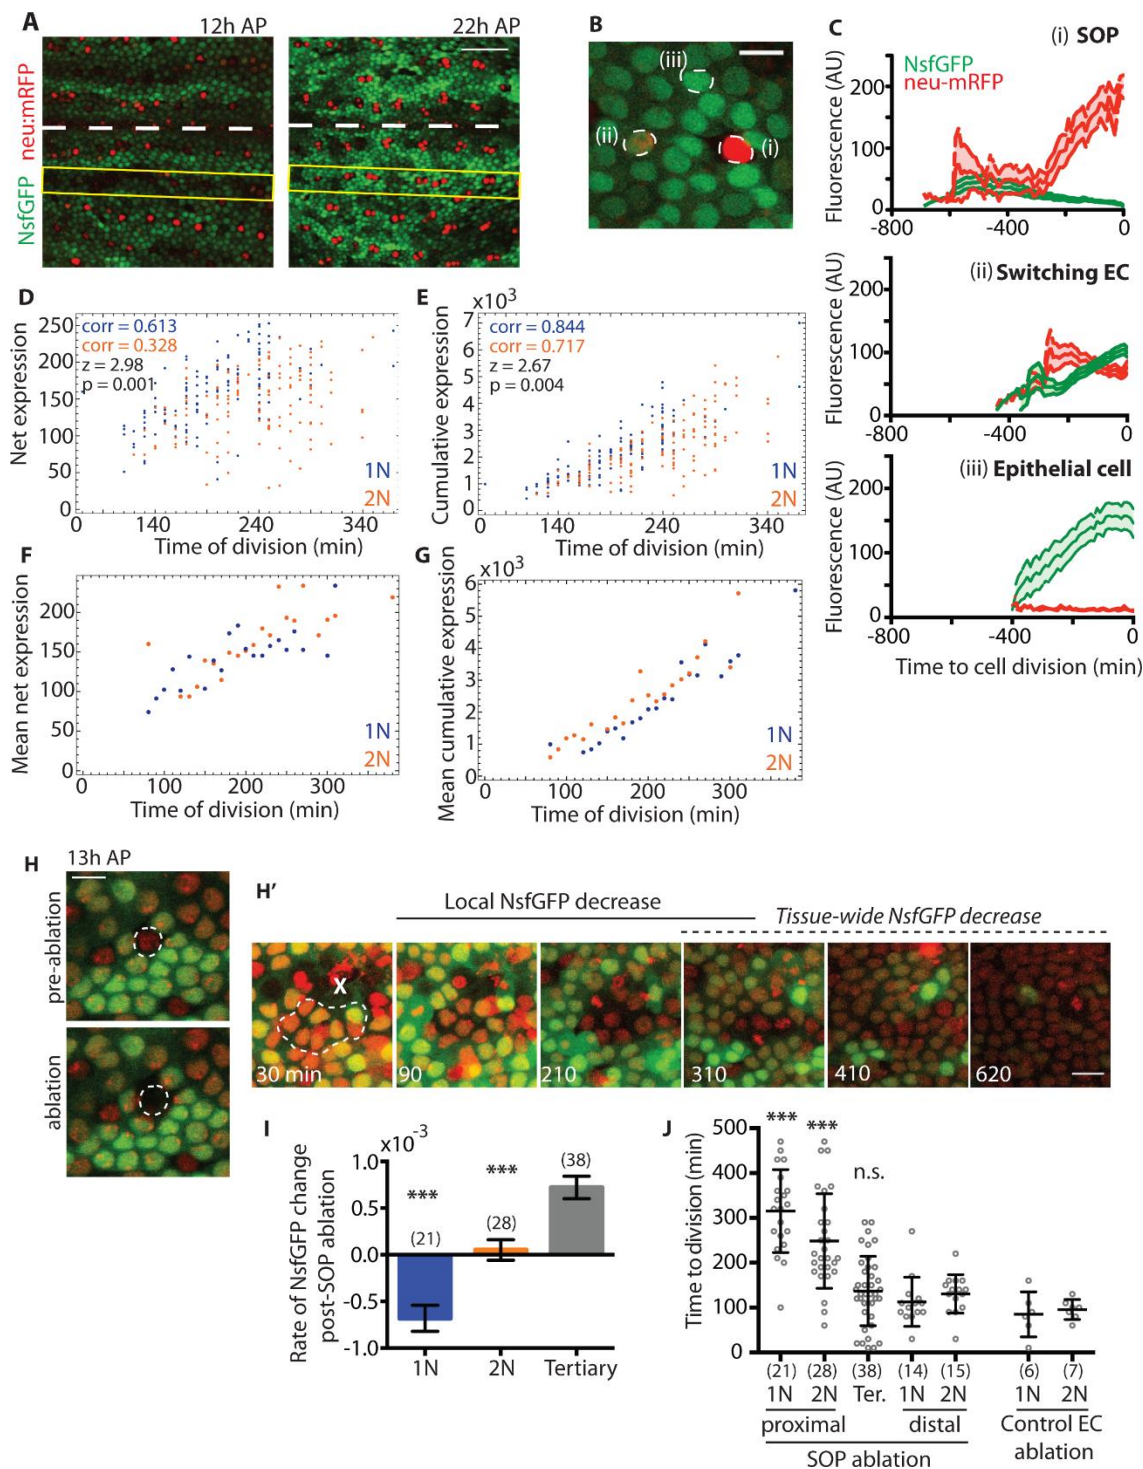 A
12h AP
22h AP
neu:mRFP
NsfGFP
B
(iii)
(ii)
(i)
C
(i) SOP
NsfGFP
neu-mRFP
Fluorescence (AU)
200
100
0
-800
-400
0
(ii) Switching EC
Fluorescence (AU)
200
100
0
-800
-400
0
(iii) Epithelial cell
Fluorescence (AU)
200
100
0
-800
-400
0
Time to cell division (min)
D
corr = 0.613
corr = 0.328
z = 2.98
p = 0.001
Net expression
250
200
150
100
50
0
1N
2N
0
140
240
340
Time of division (min)
E
x10³
corr = 0.844
corr = 0.717
z = 2.67
p = 0.004
Cumulative expression
7
6
5
4
3
2
1
0
1N
2N
0
140
240
340
Time of division (min)
F
Mean net expression
200
150
100
50
0
1N
2N
0
100
200
300
Time of division (min)
G
x10³
Mean cumulative expression
6
5
4
3
2
1
0
1N
2N
0
100
200
300
Time of division (min)
H
13h AP
pre-ablation
ablation
H'
Local NsfGFP decrease
Tissue-wide NsfGFP decrease
X
30 min
90
210
310
410
620
I
x10⁻³
Rate of NsfGFP change
post-SOP ablation
1.0
0.5
0.0
-0.5
-1.0
***
(21)
***
(28)
(38)
1N
2N
Tertiary
J
Time to division (min)
500
400
300
200
100
0
***
***
n.s.
(21)
(28)
(38)
(14)
(15)
(6)
(7)
1N
2N
Ter.
1N
2N
1N
2N
proximal
distal
Control EC
ablation
SOP ablation